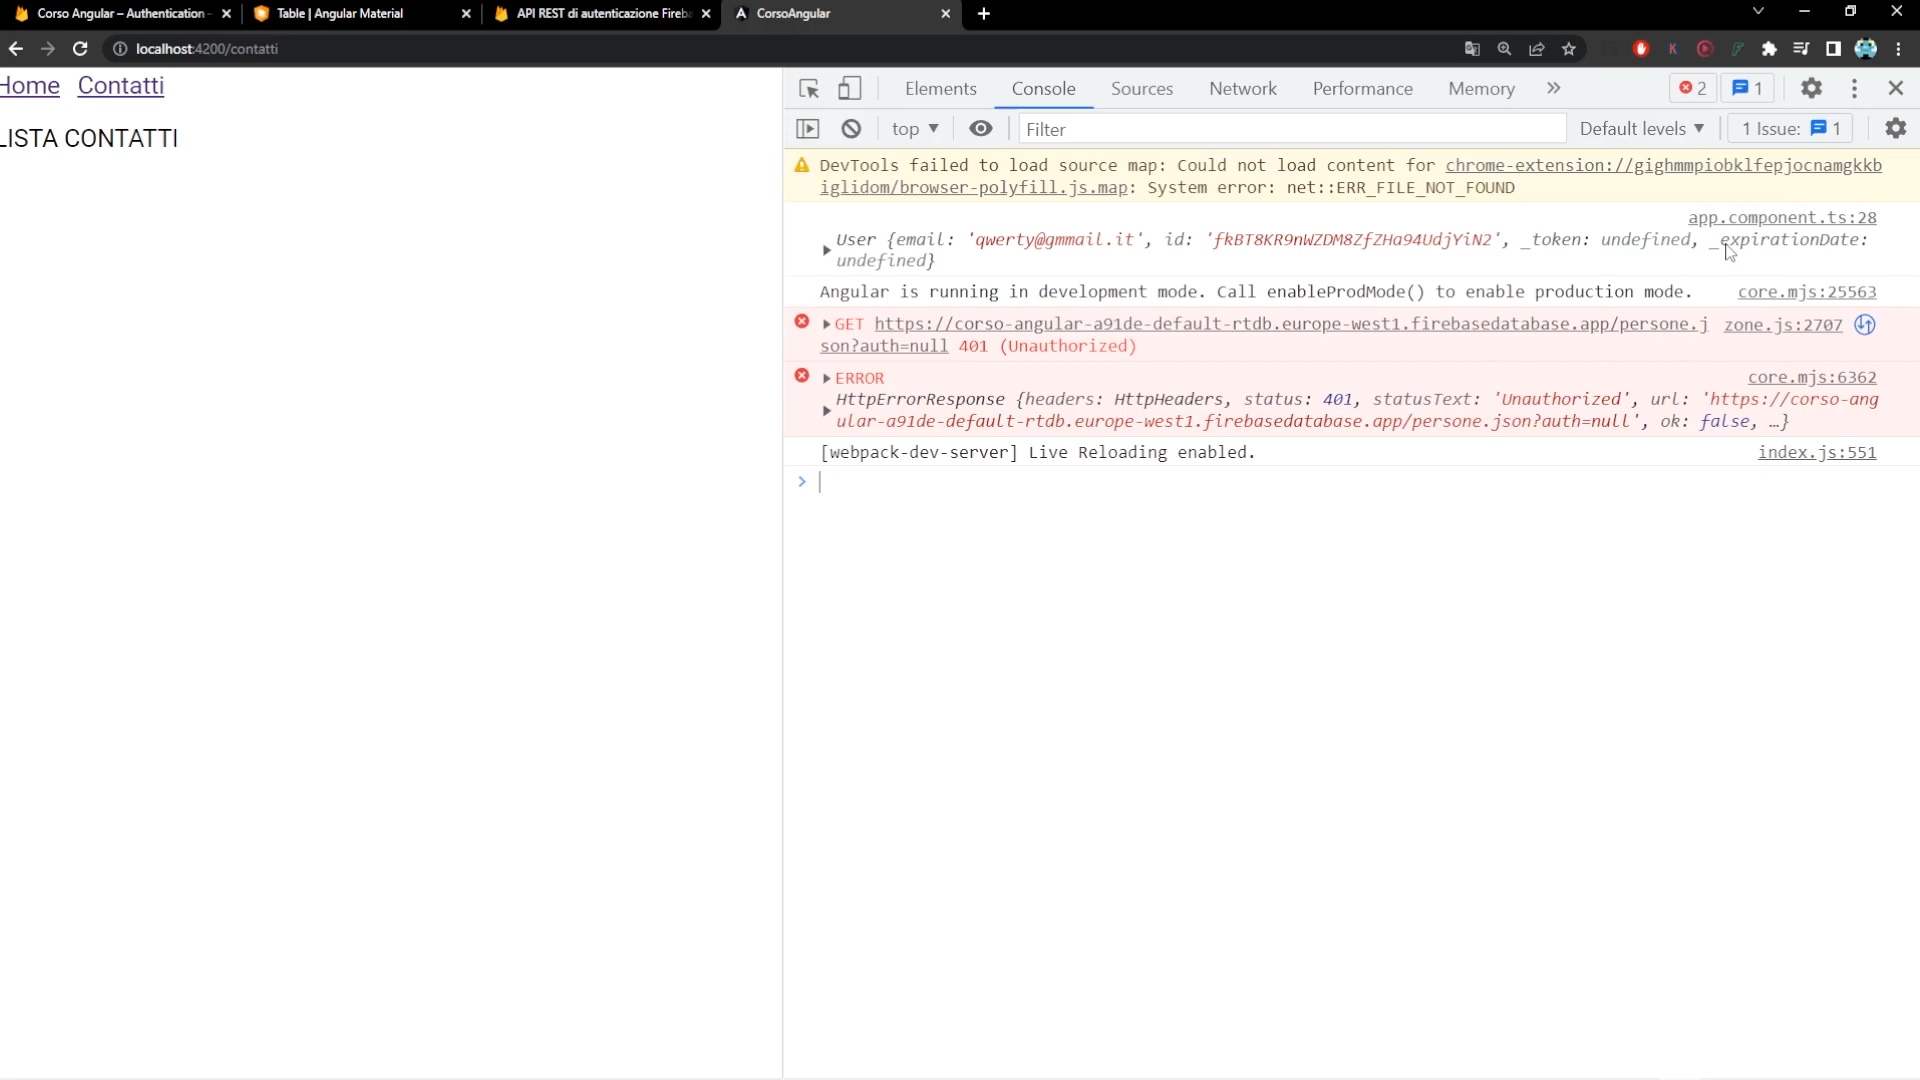 Corso Angular – Authentication -
Table | Angular Material
API REST di autenticazione Fireba
CorsoAngular
localhost:4200/contatti
Home Contatti
LISTA CONTATTI
Elements Console Sources Network Performance Memory 2 1
top Filter Default levels 1 Issue: 1
DevTools failed to load source map: Could not load content for chrome-extension://gighmmpiobklfepjocnamgkkb
iglidom/browser-polyfill.js.map: System error: net::ERR_FILE_NOT_FOUND
app.component.ts:28
User {email: 'qwerty@gmmail.it', id: 'fkBT8KR9nWZDM8ZfZHa94UdjYiN2', _token: undefined, _expirationDate:
undefined}
Angular is running in development mode. Call enableProdMode() to enable production mode. core.mjs:25563
GET https://corso-angular-a91de-default-rtdb.europe-west1.firebasedatabase.app/persone.j zone.js:2707
son?auth=null 401 (Unauthorized)
ERROR core.mjs:6362
HttpErrorResponse {headers: HttpHeaders, status: 401, statusText: 'Unauthorized', url: 'https://corso-ang
ular-a91de-default-rtdb.europe-west1.firebasedatabase.app/persone.json?auth=null', ok: false, …}
[webpack-dev-server] Live Reloading enabled. index.js:551